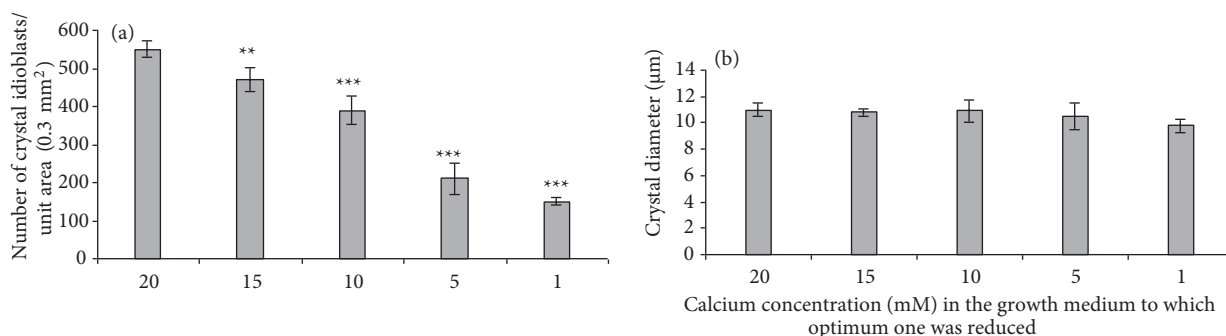 (a)
Number of crystal idioblasts/
unit area (0.3 mm²)
600
500
400
300
200
100
0
**
***
***
***
20 15 10 5 1
(b)
Crystal diameter (µm)
14
12
10
8
6
4
2
0
20 15 10 5 1
Calcium concentration (mM) in the growth medium to which
optimum one was reduced